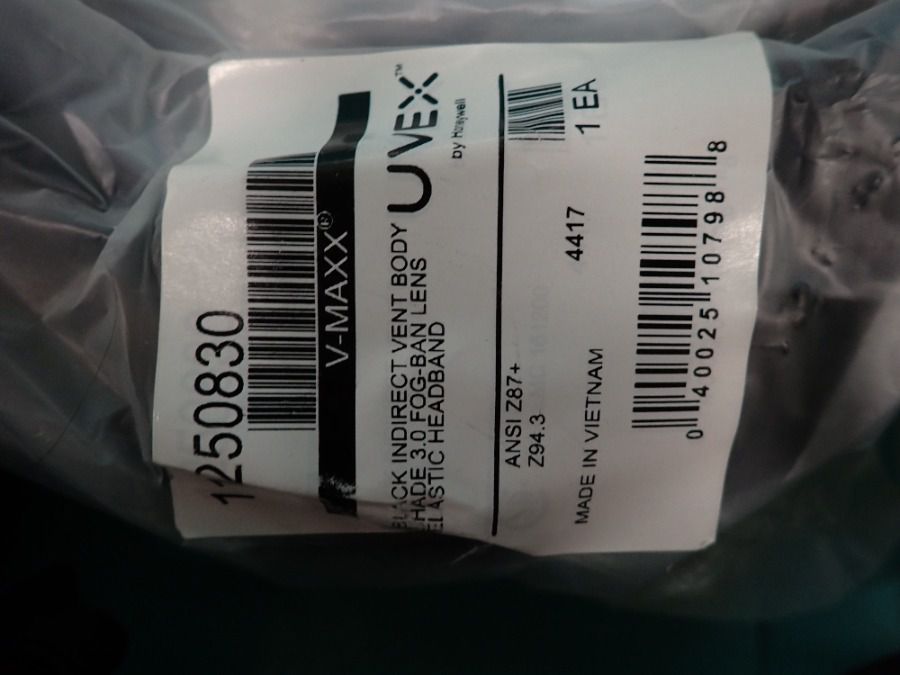 1250830
V-MAXX®
BLACK INDIRECT VENT BODY
SHADE 3.0 FOG-BAN LENS
ELASTIC HEADBAND
UVEX™
by Honeywell
ANSI Z87+
Z94.3
1 EA
4417
MADE IN VIETNAM
0 40025 10798 8